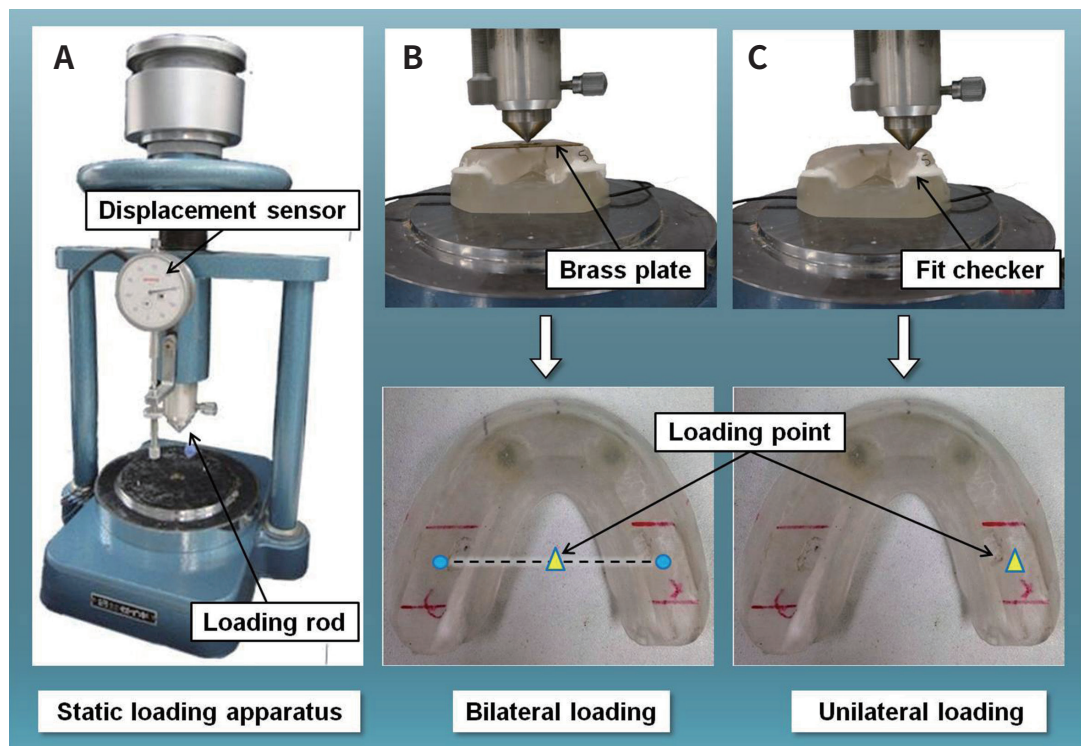 A
B
C
Displacement sensor
Brass plate
Fit checker
Loading point
Loading rod
Static loading apparatus
Bilateral loading
Unilateral loading